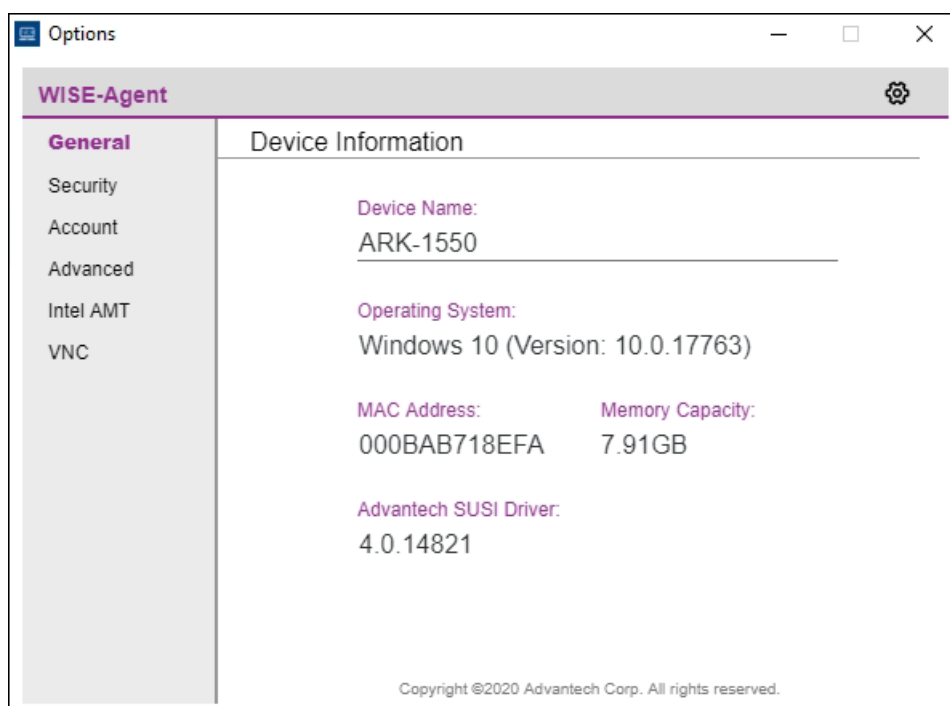 Options
WISE-Agent
General
Security
Account
Advanced
Intel AMT
VNC
Device Information
Device Name:
ARK-1550
Operating System:
Windows 10 (Version: 10.0.17763)
MAC Address: Memory Capacity:
000BAB718EFA 7.91GB
Advantech SUSI Driver:
4.0.14821
Copyright ©2020 Advantech Corp. All rights reserved.